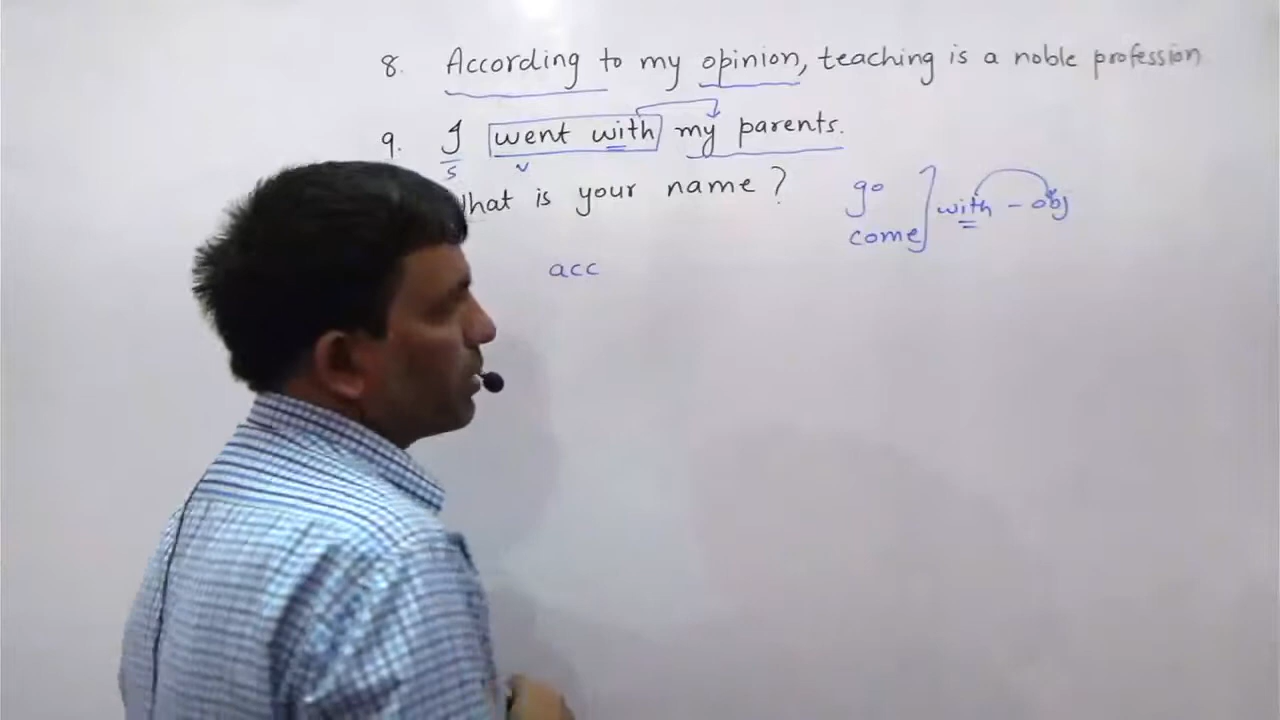 8. According to my opinion, teaching is a noble profession
9. I went with my parents.
s v
hat is your name ?
go
come
with - obj
acc